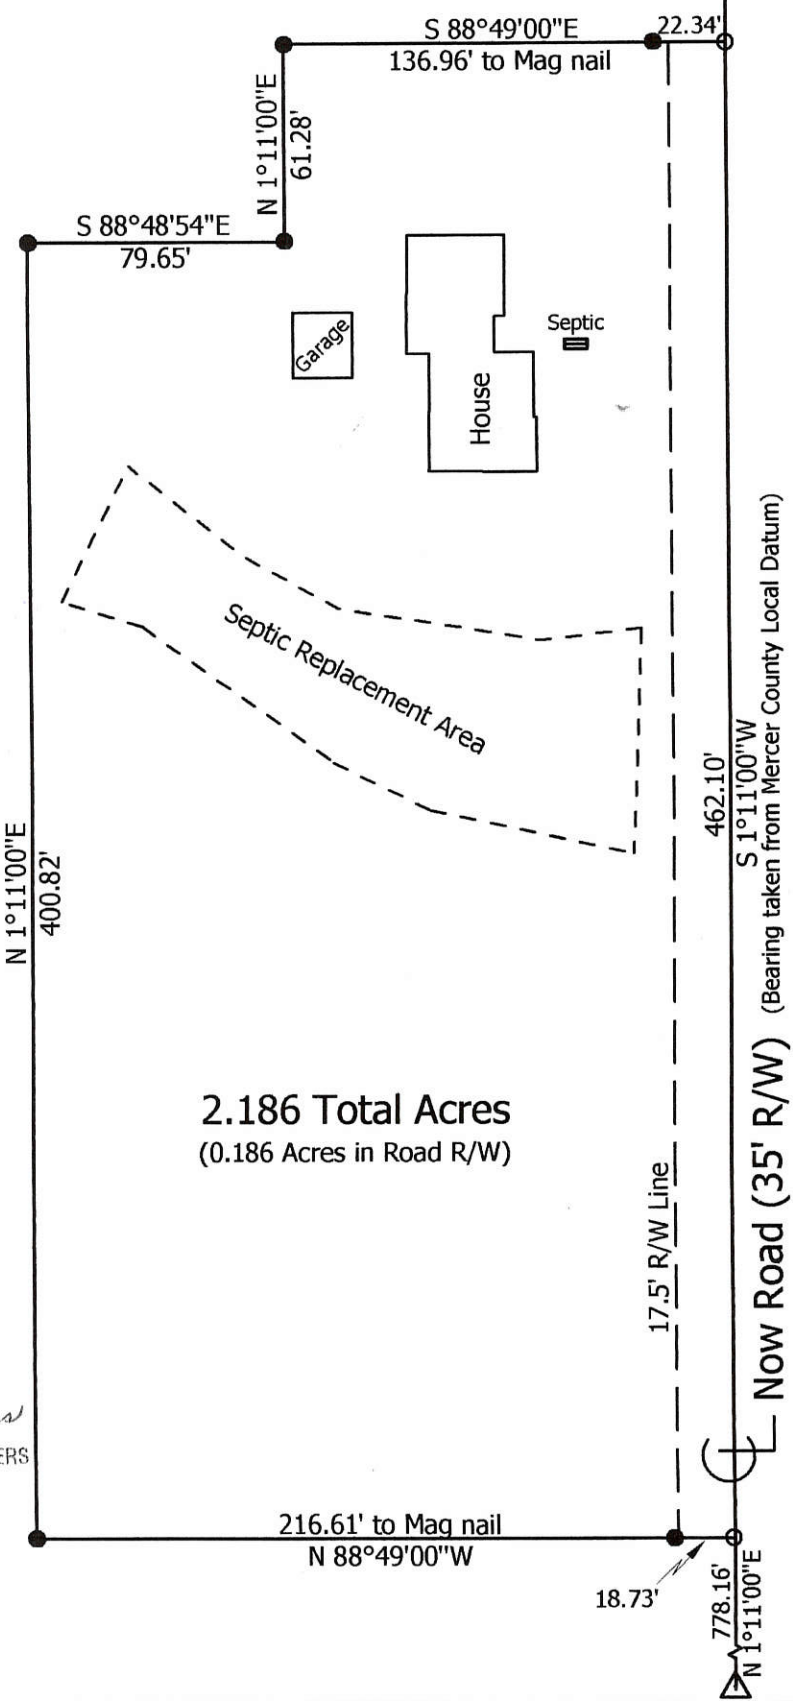 S 88°49'00"E
22.34'
136.96' to Mag nail
N 1°11'00"E
61.28'
S 88°48'54"E
79.65'
Garage
House
Septic
Septic Replacement Area
462.10'
S 1°11'00"W
(Bearing taken from Mercer County Local Datum)
N 1°11'00"E
400.82'
2.186 Total Acres
(0.186 Acres in Road R/W)
17.5' R/W Line
Now Road (35' R/W)
ERS
216.61' to Mag nail
N 88°49'00"W
18.73'
778.16'
N 1°11'00"E